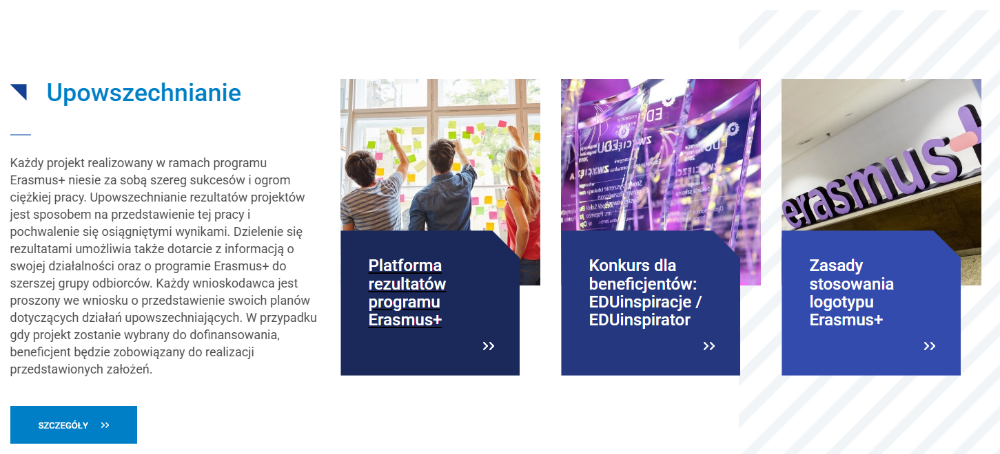 Upowszechnianie
Każdy projekt realizowany w ramach programu
Erasmus+ niesie za sobą szereg sukcesów i ogrom
ciężkiej pracy. Upowszechnianie rezultatów projektów
jest sposobem na przedstawienie tej pracy i
pochwalenie się osiągniętymi wynikami. Dzielenie się
rezultatami umożliwia także dotarcie z informacją o
swojej działalności oraz o programie Erasmus+ do
szerszej grupy odbiorców. Każdy wnioskodawca jest
proszony we wniosku o przedstawienie swoich planów
dotyczących działań upowszechniających. W przypadku
gdy projekt zostanie wybrany do dofinansowania,
beneficjent będzie zobowiązany do realizacji
przedstawionych założeń.
SZCZEGÓŁY
Platforma
rezultatów
programu
Erasmus+
EDU
ZWYCIĘZCA
Konkurs dla
beneficjentów:
EDUinspiracje /
EDUinspirator
erasmus+
Zasady
stosowania
logotypu
Erasmus+